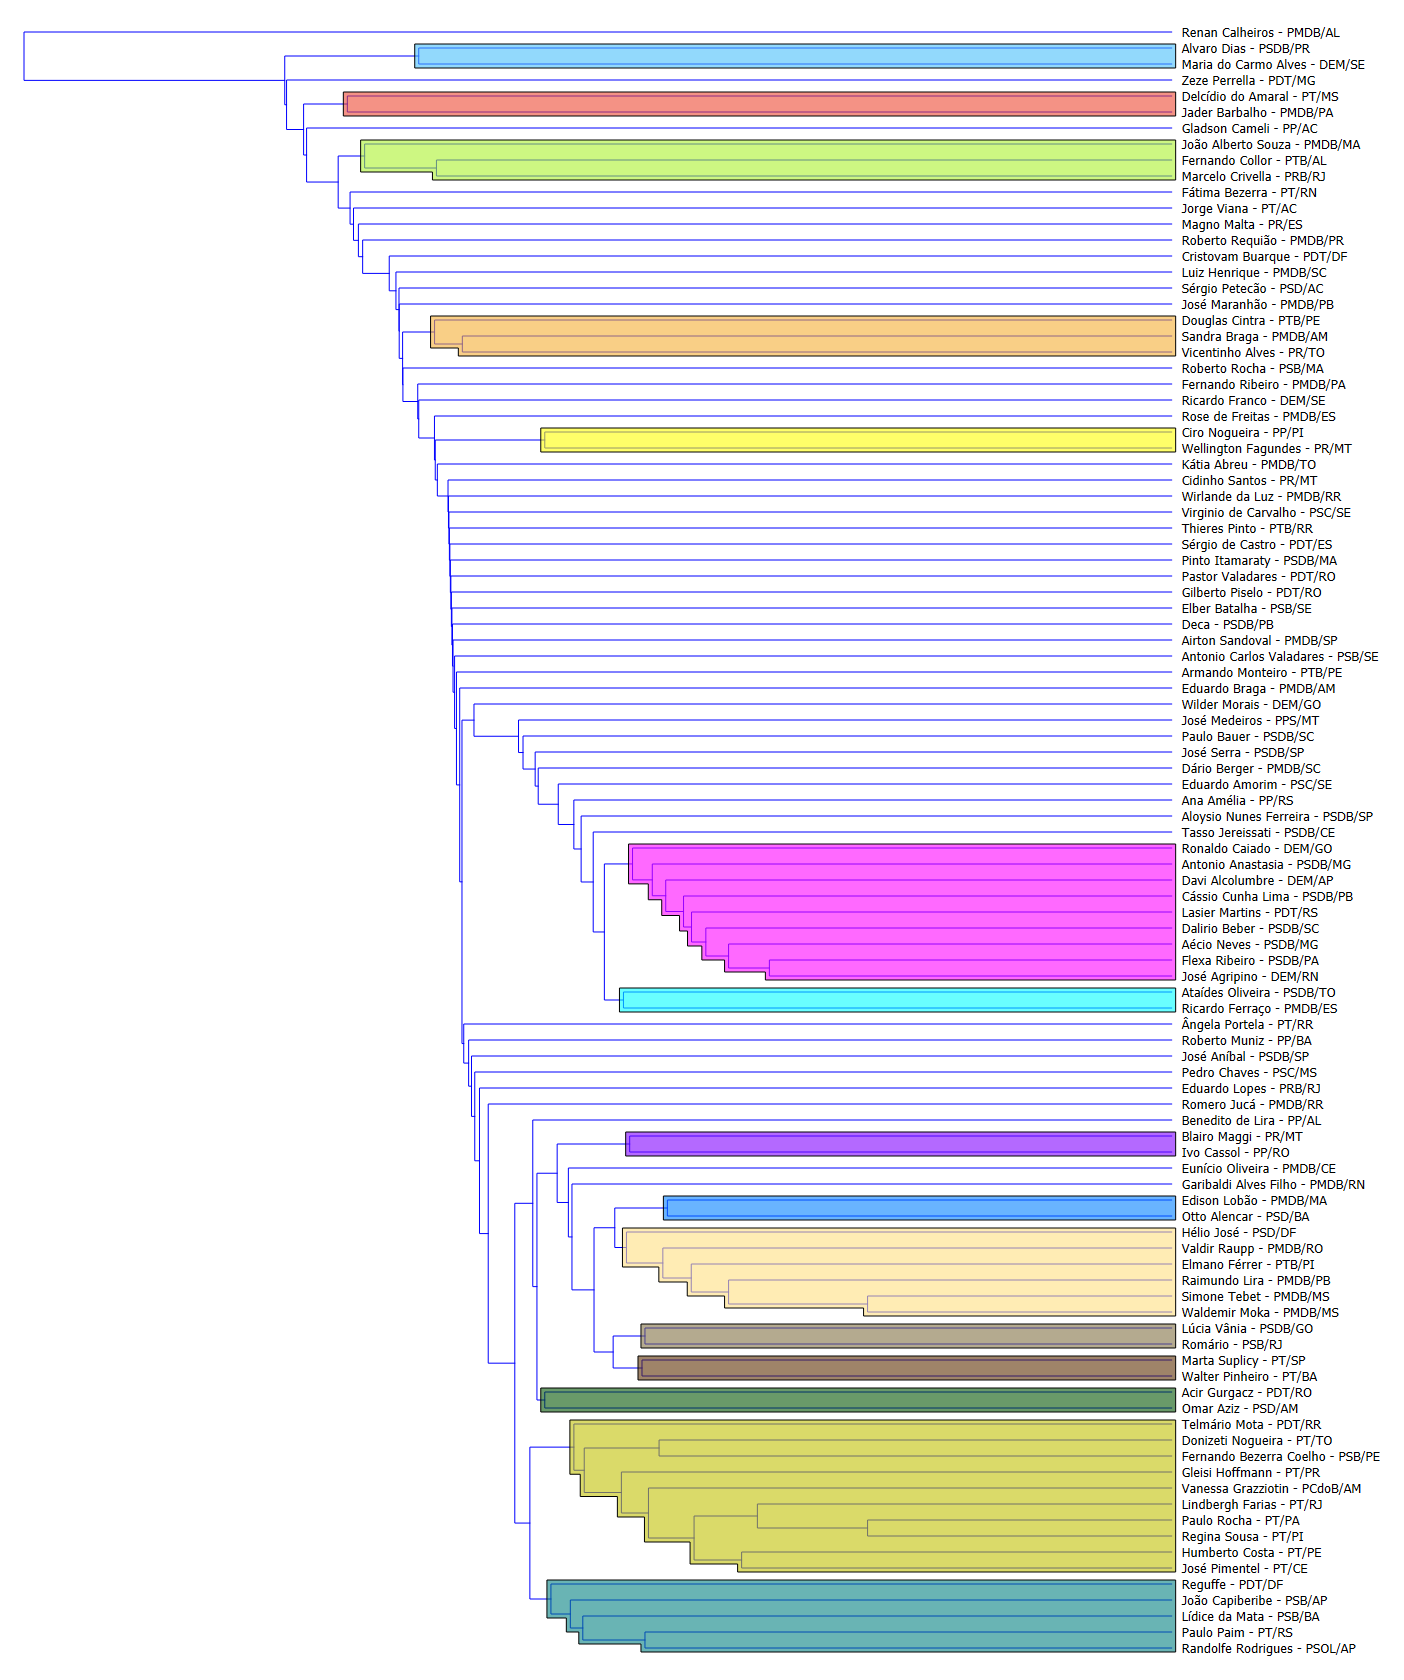 Renan Calheiros - PMDB/AL
Alvaro Dias - PSDB/PR
Maria do Carmo Alves - DEM/SE
Zeze Perrella - PDT/MG
Delcídio do Amaral - PT/MS
Jader Barbalho - PMDB/PA
Gladson Cameli - PP/AC
João Alberto Souza - PMDB/MA
Fernando Collor - PTB/AL
Marcelo Crivella - PRB/RJ
Fátima Bezerra - PT/RN
Jorge Viana - PT/AC
Magno Malta - PR/ES
Roberto Requião - PMDB/PR
Cristovam Buarque - PDT/DF
Luiz Henrique - PMDB/SC
Sérgio Petecão - PSD/AC
José Maranhão - PMDB/PB
Douglas Cintra - PTB/PE
Sandra Braga - PMDB/AM
Vicentinho Alves - PR/TO
Roberto Rocha - PSB/MA
Fernando Ribeiro - PMDB/PA
Ricardo Franco - DEM/SE
Rose de Freitas - PMDB/ES
Ciro Nogueira - PP/PI
Wellington Fagundes - PR/MT
Kátia Abreu - PMDB/TO
Cidinho Santos - PR/MT
Wirlande da Luz - PMDB/RR
Virginio de Carvalho - PSC/SE
Thieres Pinto - PTB/RR
Sérgio de Castro - PDT/ES
Pinto Itamaraty - PSDB/MA
Pastor Valadares - PDT/RO
Gilberto Piselo - PDT/RO
Elber Batalha - PSB/SE
Deca - PSDB/PB
Airton Sandoval - PMDB/SP
Antonio Carlos Valadares - PSB/SE
Armando Monteiro - PTB/PE
Eduardo Braga - PMDB/AM
Wilder Morais - DEM/GO
José Medeiros - PPS/MT
Paulo Bauer - PSDB/SC
José Serra - PSDB/SP
Dário Berger - PMDB/SC
Eduardo Amorim - PSC/SE
Ana Amélia - PP/RS
Aloysio Nunes Ferreira - PSDB/SP
Tasso Jereissati - PSDB/CE
Ronaldo Caiado - DEM/GO
Antonio Anastasia - PSDB/MG
Davi Alcolumbre - DEM/AP
Cássio Cunha Lima - PSDB/PB
Lasier Martins - PDT/RS
Dalirio Beber - PSDB/SC
Aécio Neves - PSDB/MG
Flexa Ribeiro - PSDB/PA
José Agripino - DEM/RN
Ataídes Oliveira - PSDB/TO
Ricardo Ferraço - PMDB/ES
Ângela Portela - PT/RR
Roberto Muniz - PP/BA
José Aníbal - PSDB/SP
Pedro Chaves - PSC/MS
Eduardo Lopes - PRB/RJ
Romero Jucá - PMDB/RR
Benedito de Lira - PP/AL
Blairo Maggi - PR/MT
Ivo Cassol - PP/RO
Eunício Oliveira - PMDB/CE
Garibaldi Alves Filho - PMDB/RN
Edison Lobão - PMDB/MA
Otto Alencar - PSD/BA
Hélio José - PSD/DF
Valdir Raupp - PMDB/RO
Elmano Férrer - PTB/PI
Raimundo Lira - PMDB/PB
Simone Tebet - PMDB/MS
Waldemir Moka - PMDB/MS
Lúcia Vânia - PSDB/GO
Romário - PSB/RJ
Marta Suplicy - PT/SP
Walter Pinheiro - PT/BA
Acir Gurgacz - PDT/RO
Omar Aziz - PSD/AM
Telmário Mota - PDT/RR
Donizeti Nogueira - PT/TO
Fernando Bezerra Coelho - PSB/PE
Gleisi Hoffmann - PT/PR
Vanessa Grazziotin - PCdoB/AM
Lindbergh Farias - PT/RJ
Paulo Rocha - PT/PA
Regina Sousa - PT/PI
Humberto Costa - PT/PE
José Pimentel - PT/CE
Reguffe - PDT/DF
João Capiberibe - PSB/AP
Lídice da Mata - PSB/BA
Paulo Paim - PT/RS
Randolfe Rodrigues - PSOL/AP